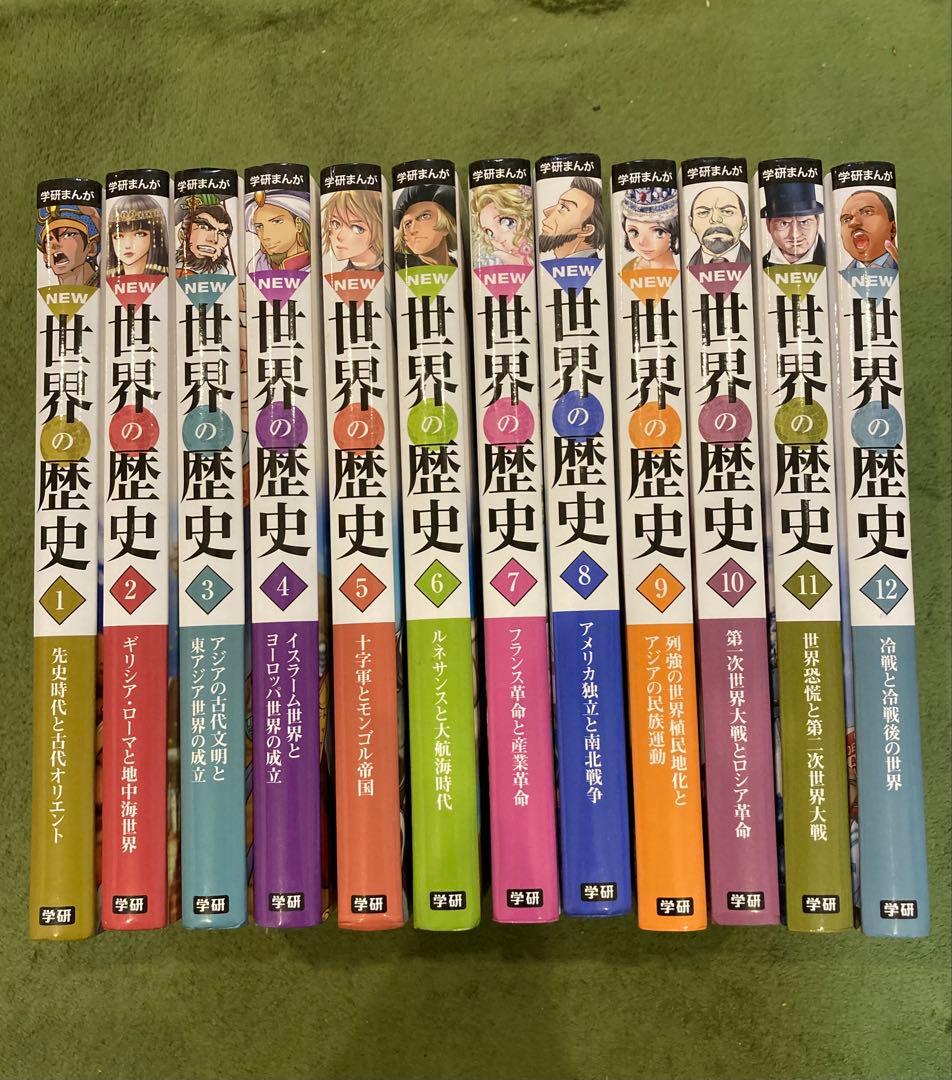 学研まんが
NEW
世界の歴史
1
先史時代と古代オリエント
学研
学研まんが
NEW
世界の歴史
2
ギリシア・ローマと地中海世界
学研
学研まんが
NEW
世界の歴史
3
アジアの古代文明と
東アジア世界の成立
学研
学研まんが
NEW
世界の歴史
4
イスラーム世界と
ヨーロッパ世界の成立
学研
学研まんが
NEW
世界の歴史
5
十字軍とモンゴル帝国
学研
学研まんが
NEW
世界の歴史
6
ルネサンスと大航海時代
学研
学研まんが
NEW
世界の歴史
7
フランス革命と産業革命
学研
学研まんが
NEW
世界の歴史
8
アメリカ独立と南北戦争
学研
学研まんが
NEW
世界の歴史
9
列強の世界植民地化と
アジアの民族運動
学研
学研まんが
NEW
世界の歴史
10
第一次世界大戦とロシア革命
学研
学研まんが
NEW
世界の歴史
11
世界恐慌と第二次世界大戦
学研
学研まんが
NEW
世界の歴史
12
冷戦と冷戦後の世界
学研